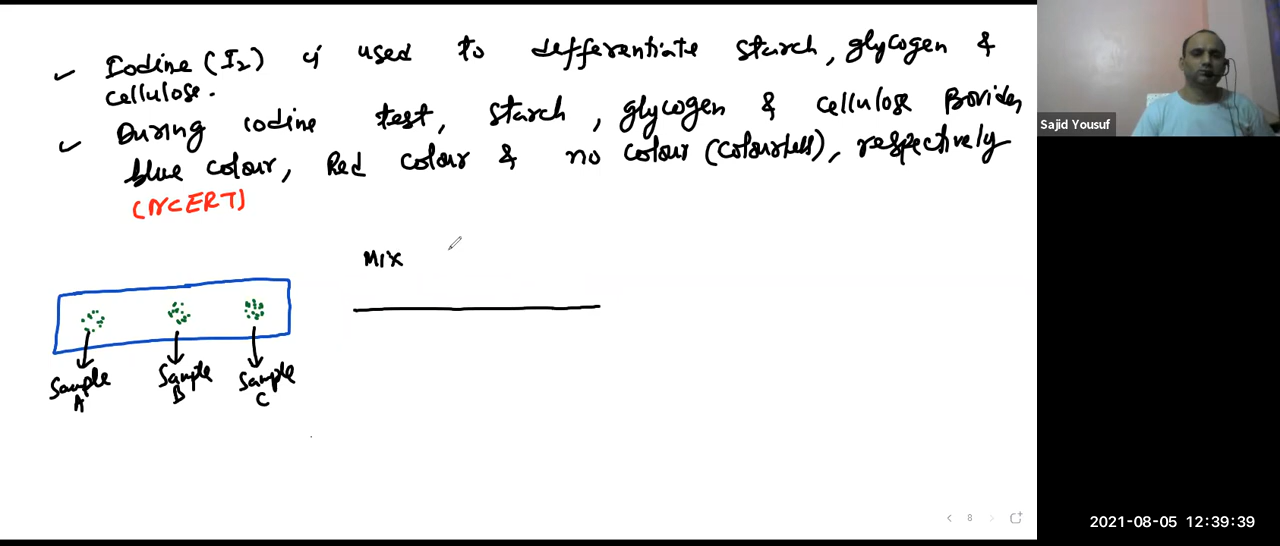 Iodine (I2) is used to defferentiate starch, glycogen &
cellulose.
During iodine test, starch, glycogen & cellulose Provides
blue colour, Red colour & no colour (colourless), respectively
(NCERT)
MIX
Sample A
Sample B
Sample C
Sajid Yousuf
8
2021-08-05 12:39:39